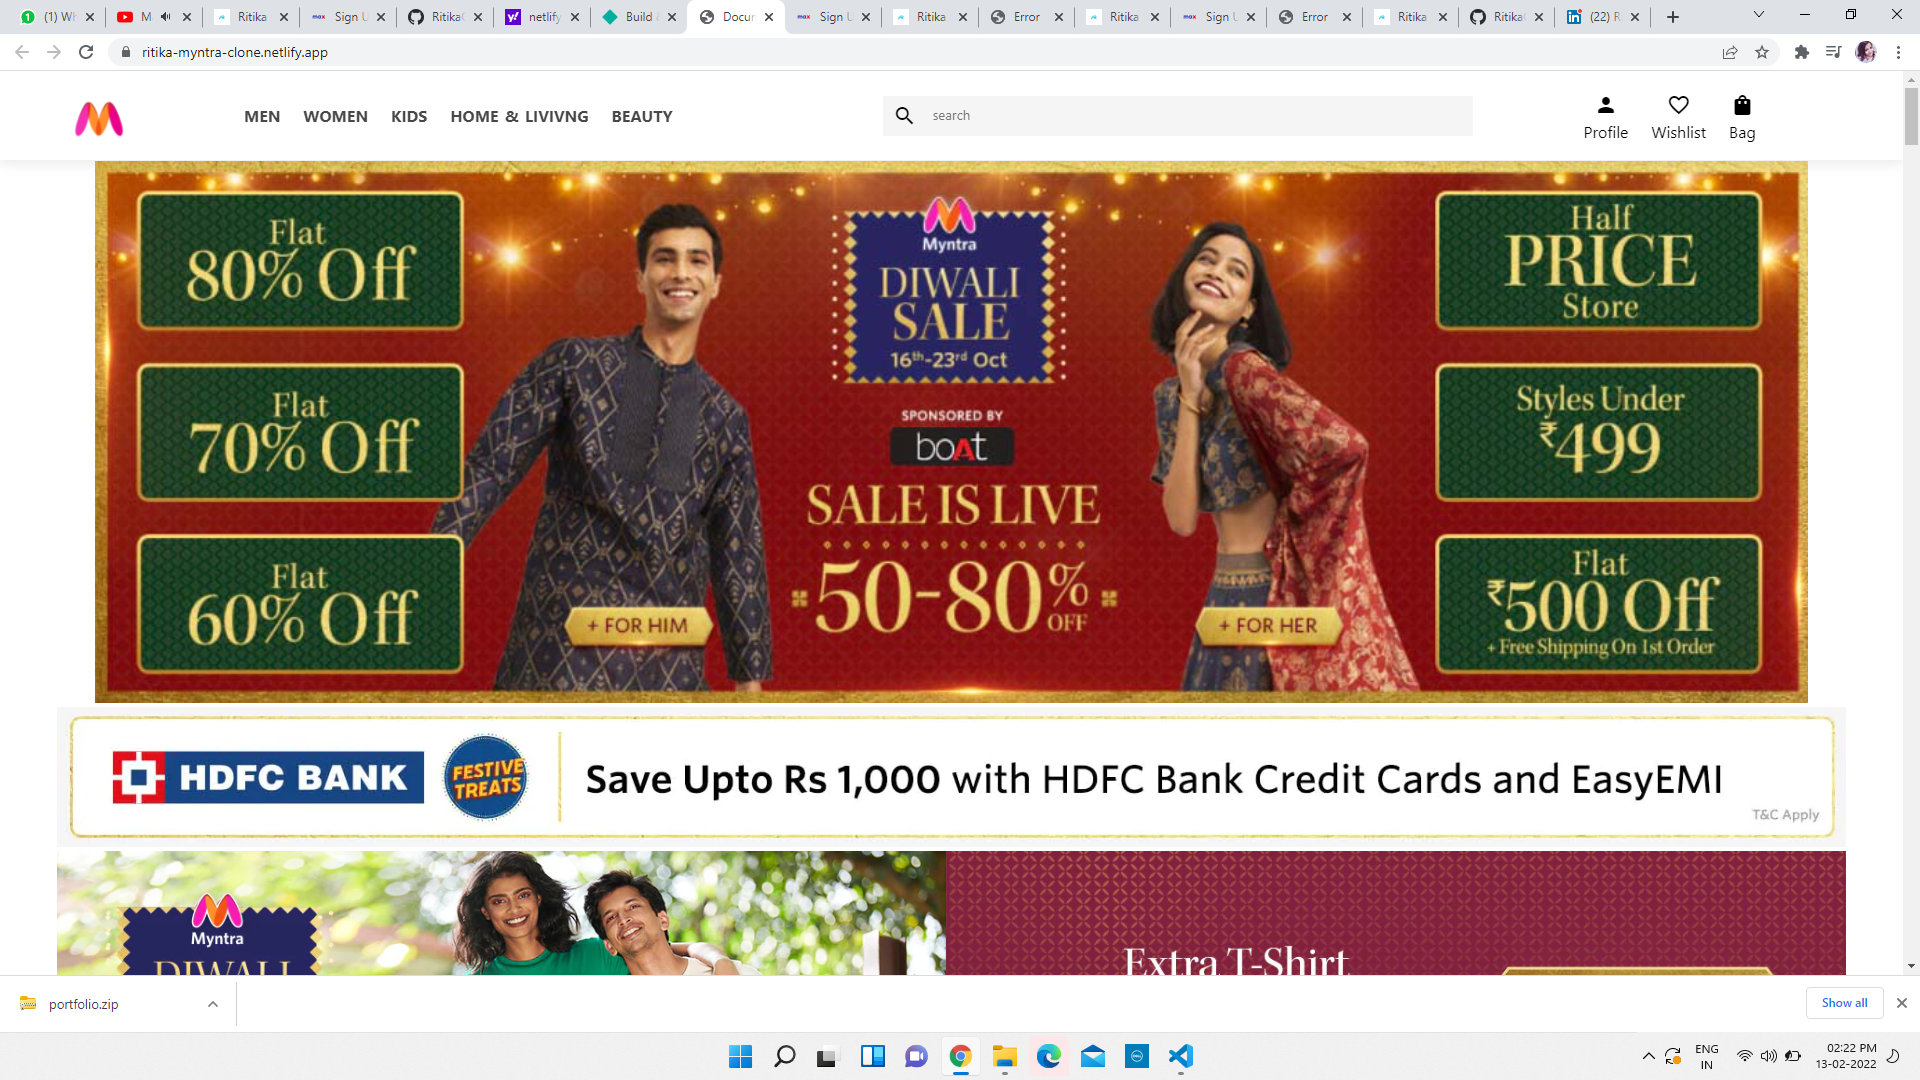 (1) Wh
M
Ritika
Sign U
RitikaG
netlify
Build &
Docur
Sign U
Ritika
Error
Ritika
Sign U
Error
Ritika
Ritika
(22) R
ritika-myntra-clone.netlify.app
MEN WOMEN KIDS HOME & LIVIVNG BEAUTY
search
Profile Wishlist Bag
Flat
80% Off
Flat
70% Off
Flat
60% Off
+ FOR HIM
Myntra
DIWALI
SALE
16th-23rd Oct
SPONSORED BY
boAt
SALE IS LIVE
50-80% OFF
+ FOR HER
Half
PRICE
Store
Styles Under
₹499
Flat
₹500 Off
+ Free Shipping On 1st Order
HDFC BANK
FESTIVE
TREATS
Save Upto Rs 1,000 with HDFC Bank Credit Cards and EasyEMI
T&C Apply
Myntra
DIWALI
Extra T-Shirt
portfolio.zip
Show all
ENG
IN
02:22 PM
13-02-2022